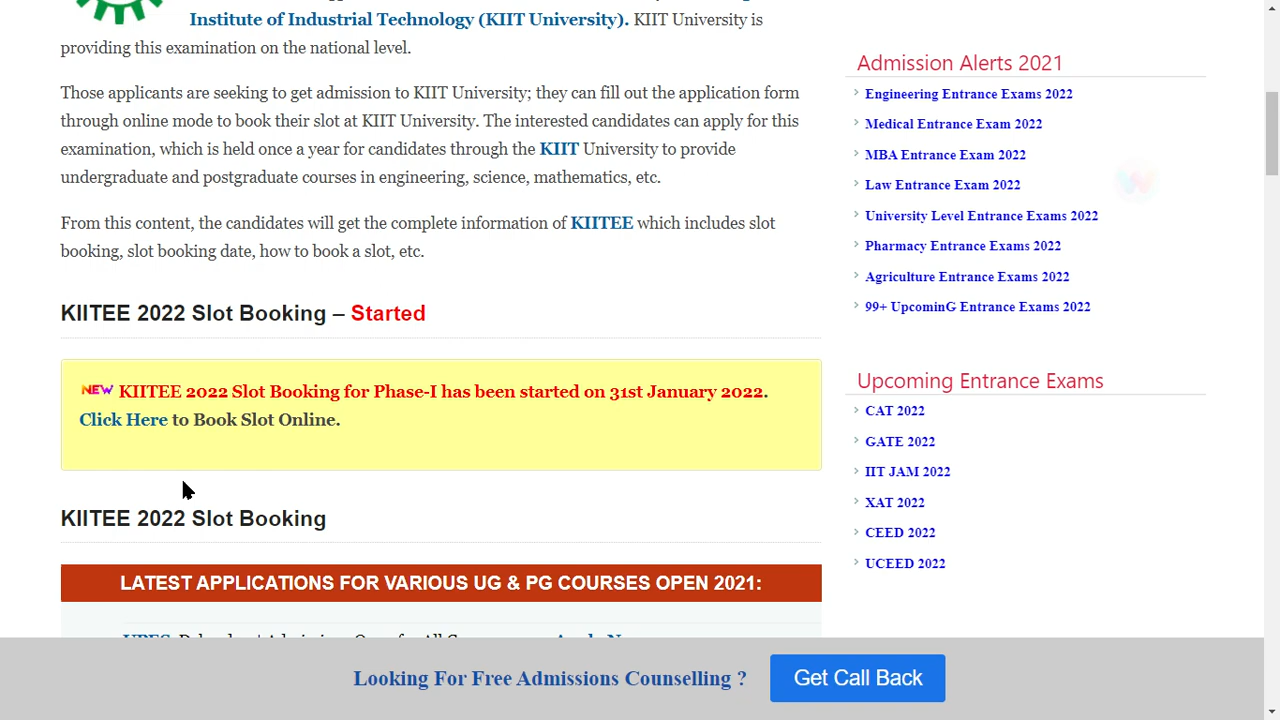 Institute of Industrial Technology (KIIT University). KIIT University is
providing this examination on the national level.
Those applicants are seeking to get admission to KIIT University; they can fill out the application form
through online mode to book their slot at KIIT University. The interested candidates can apply for this
examination, which is held once a year for candidates through the KIIT University to provide
undergraduate and postgraduate courses in engineering, science, mathematics, etc.
From this content, the candidates will get the complete information of KIITEE which includes slot
booking, slot booking date, how to book a slot, etc.
KIITEE 2022 Slot Booking – Started
NEW KIITEE 2022 Slot Booking for Phase-I has been started on 31st January 2022.
Click Here to Book Slot Online.
KIITEE 2022 Slot Booking
LATEST APPLICATIONS FOR VARIOUS UG & PG COURSES OPEN 2021:
Admission Alerts 2021
Engineering Entrance Exams 2022
Medical Entrance Exam 2022
MBA Entrance Exam 2022
Law Entrance Exam 2022
University Level Entrance Exams 2022
Pharmacy Entrance Exams 2022
Agriculture Entrance Exams 2022
99+ UpcominG Entrance Exams 2022
Upcoming Entrance Exams
CAT 2022
GATE 2022
IIT JAM 2022
XAT 2022
CEED 2022
UCEED 2022
Looking For Free Admissions Counselling ?
Get Call Back